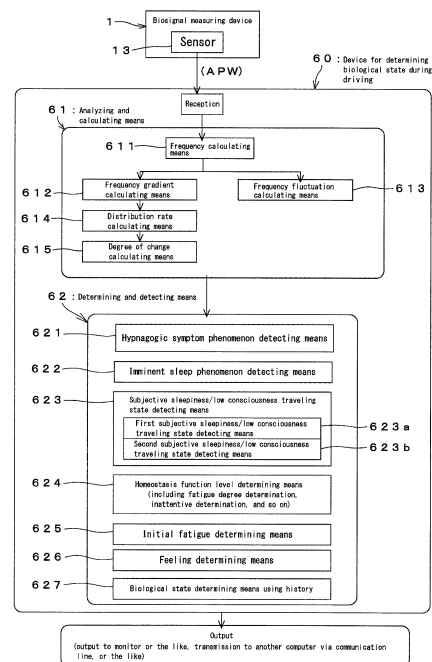 1
Biosignal measuring device
13
Sensor
(APW)
60 : Device for determining
biological state during
driving
Reception
61 : Analyzing and
calculating means
611
Frequency calculating
means
612
Frequency gradient
calculating means
Frequency fluctuation
calculating means
613
614
Distribution rate
calculating means
615
Degree of change
calculating means
62 : Determining and detecting means
621
Hypnagogic symptom phenomenon detecting means
622
Imminent sleep phenomenon detecting means
623
Subjective sleepiness/low consciousness traveling
state detecting means
First subjective sleepiness/low consciousness
traveling state detecting means
623a
Second subjective sleepiness/low consciousness
traveling state detecting means
623b
624
Homeostasis function level determining means
(including fatigue degree determination,
inattentive determination, and so on)
625
Initial fatigue determining means
626
Feeling determining means
627
Biological state determining means using history
Output
(output to monitor or the like, transmission to another computer via communication
line, or the like)